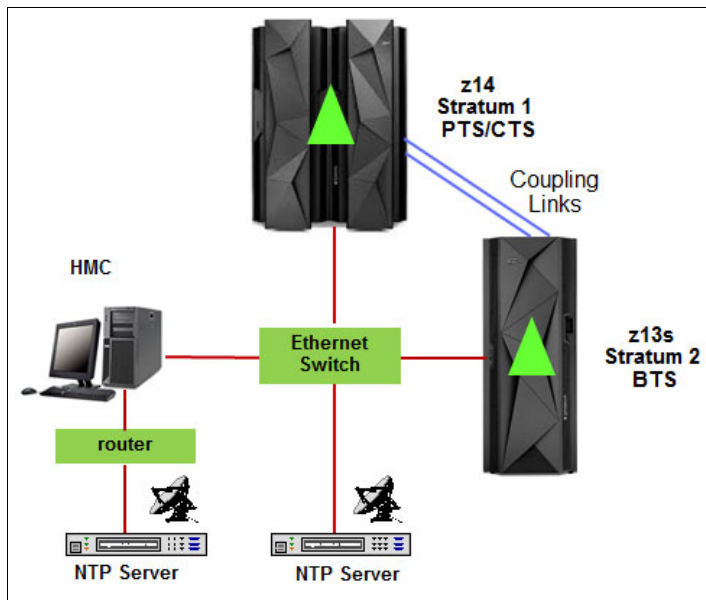 z14
Stratum 1
PTS/CTS
Coupling
Links
HMC
Ethernet
Switch
z13s
Stratum 2
BTS
router
NTP Server
NTP Server